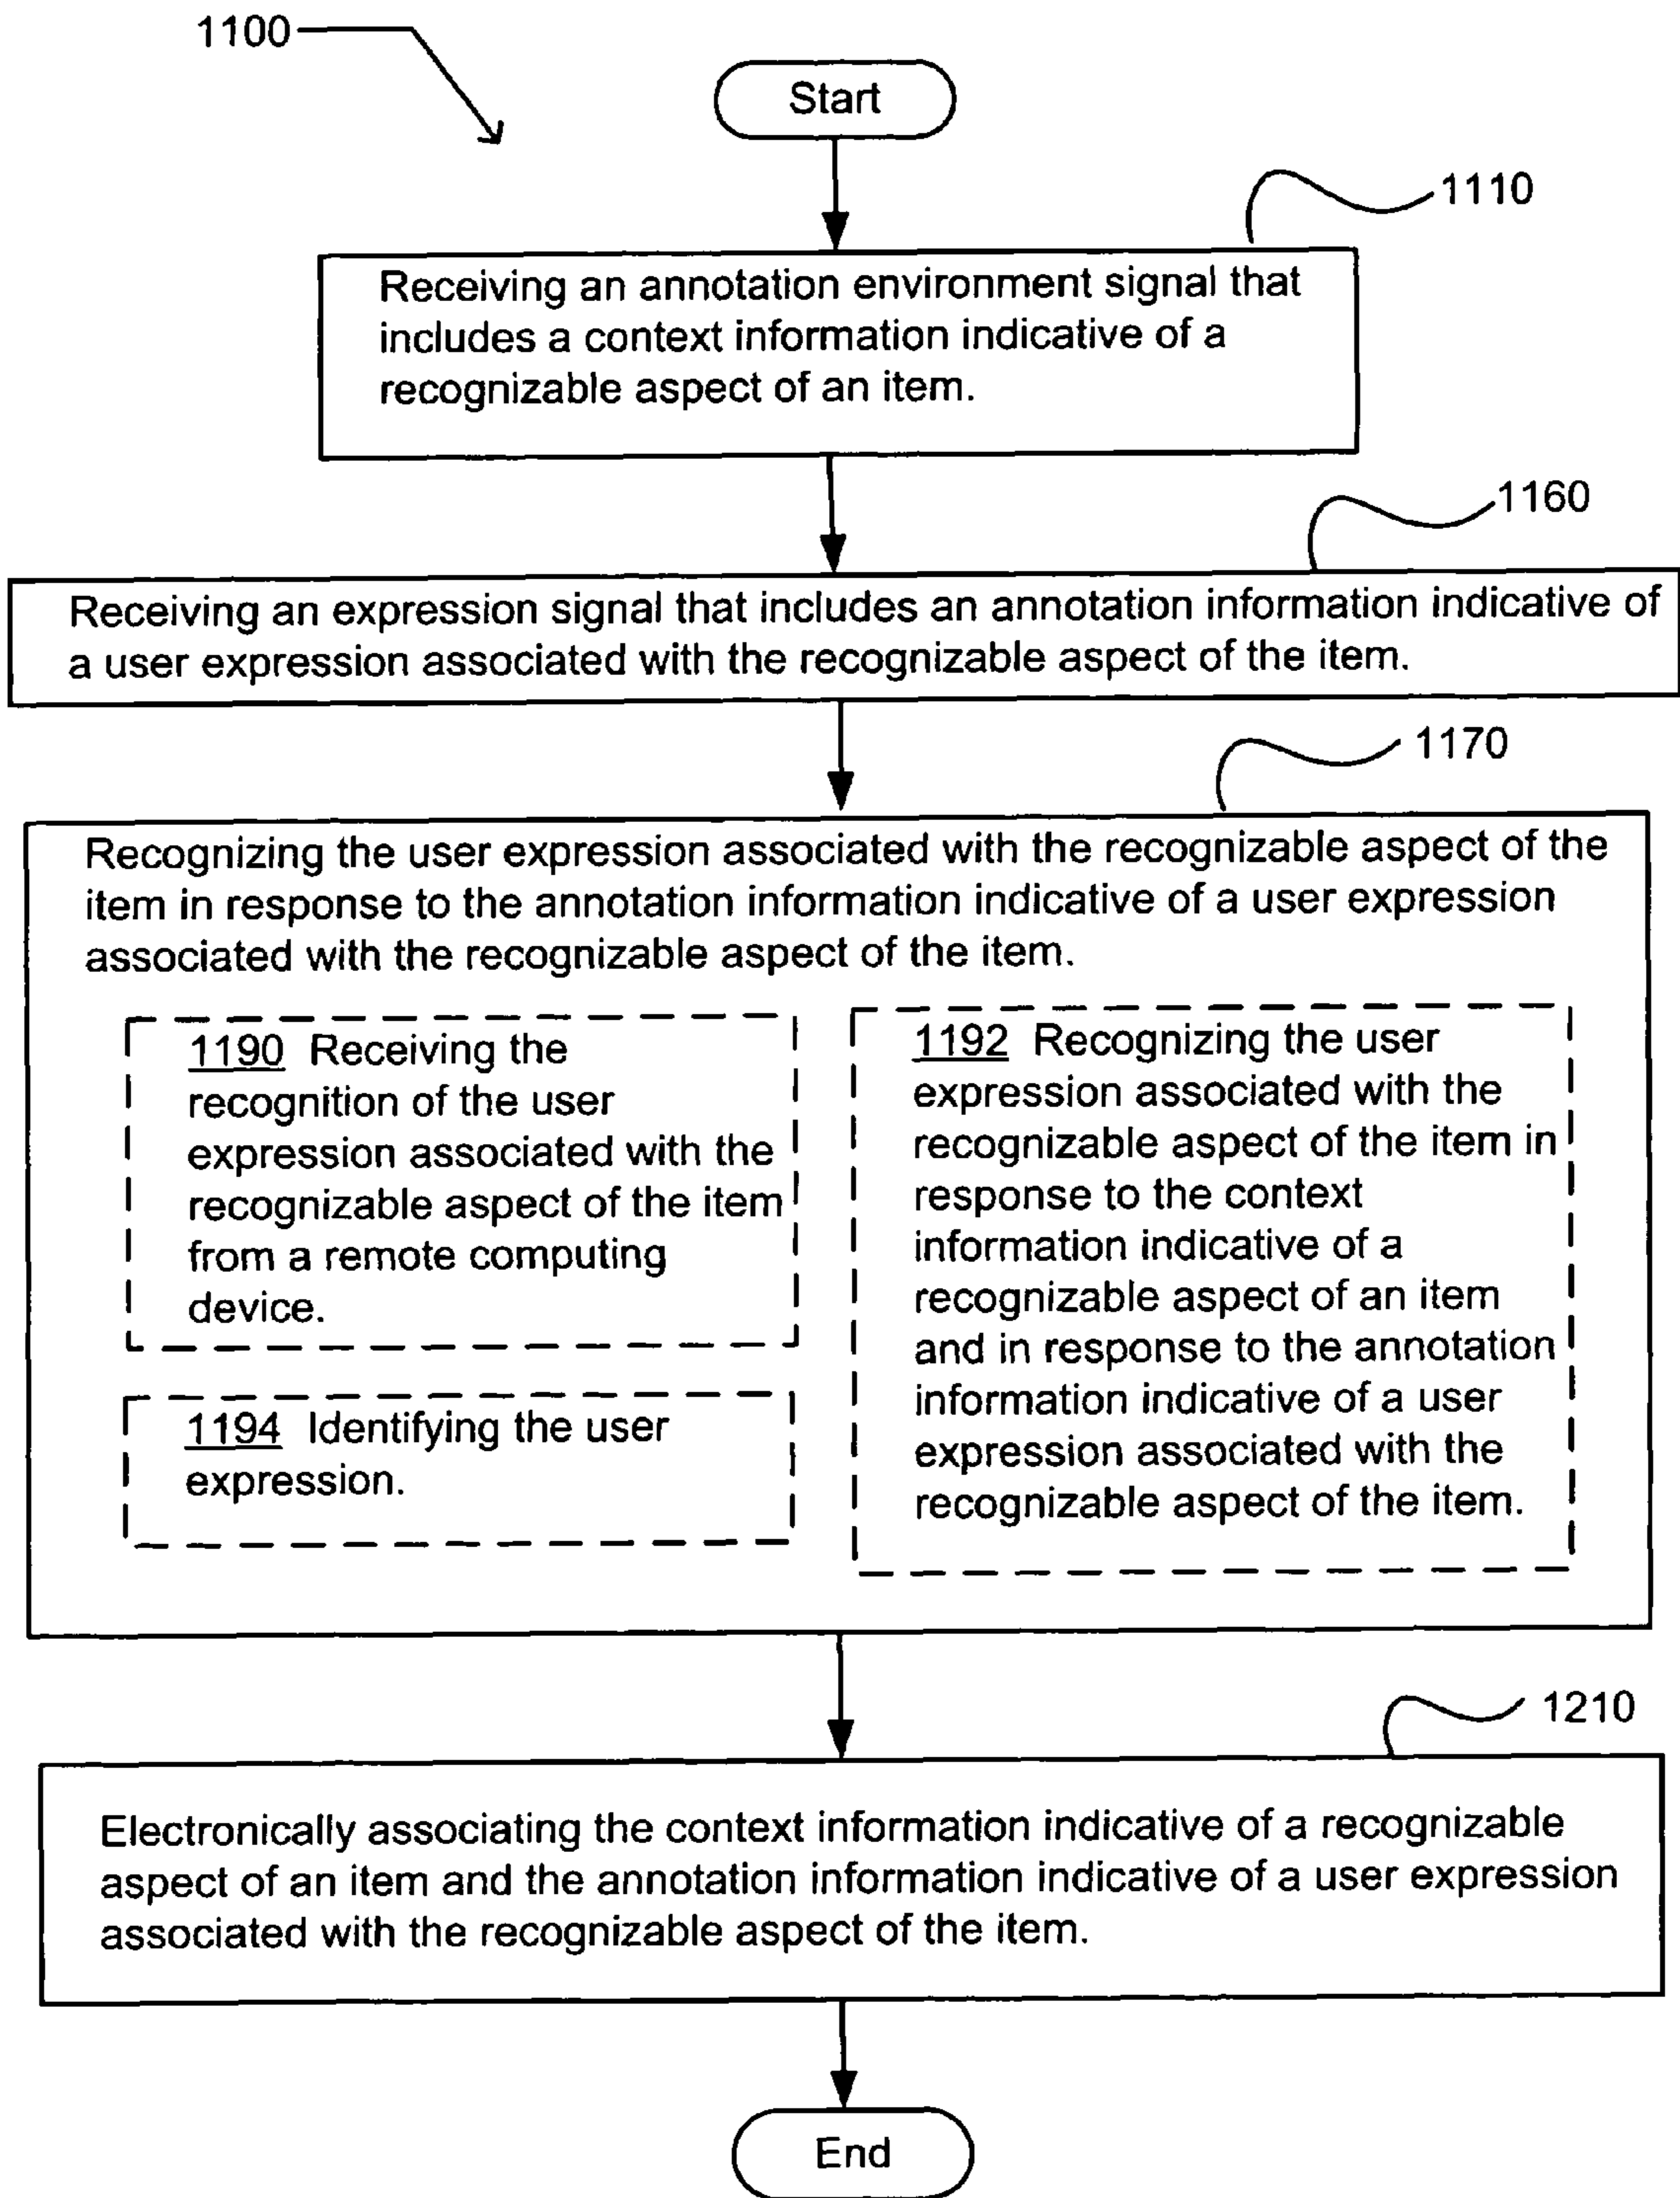 1100
Start
1110
Receiving an annotation environment signal that
includes a context information indicative of a
recognizable aspect of an item.
1160
Receiving an expression signal that includes an annotation information indicative of
a user expression associated with the recognizable aspect of the item.
1170
Recognizing the user expression associated with the recognizable aspect of the
item in response to the annotation information indicative of a user expression
associated with the recognizable aspect of the item.
1190 Receiving the
recognition of the user
expression associated with the
recognizable aspect of the item
from a remote computing
device.
1194 Identifying the user
expression.
1192 Recognizing the user
expression associated with the
recognizable aspect of the item in
response to the context
information indicative of a
recognizable aspect of an item
and in response to the annotation
information indicative of a user
expression associated with the
recognizable aspect of the item.
1210
Electronically associating the context information indicative of a recognizable
aspect of an item and the annotation information indicative of a user expression
associated with the recognizable aspect of the item.
End